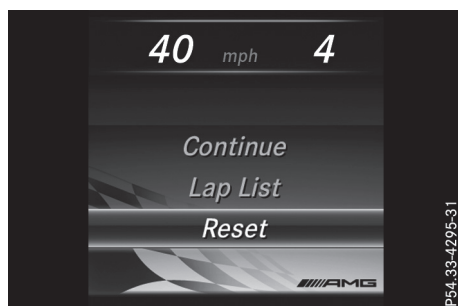 40 mph 4
Continue
Lap List
Reset
AMG
P54.33-4295-31